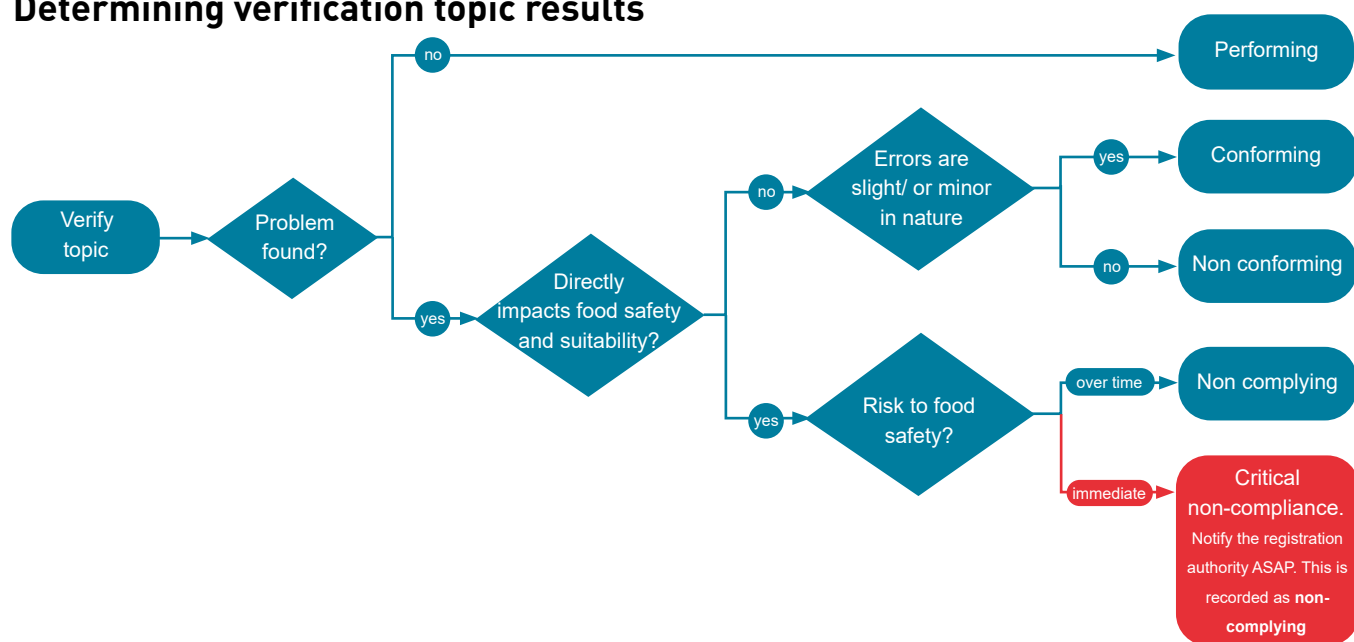 Determining verification topic results
no
Performing
Errors are
slight/ or minor
in nature
yes
Conforming
Verify
topic
Problem
found?
no
no
Non conforming
Directly
impacts food safety
and suitability?
yes
over time
Non complying
Risk to food
safety?
yes
immediate
Critical
non-compliance.
Notify the registration
authority ASAP. This is
recorded as non-
complying